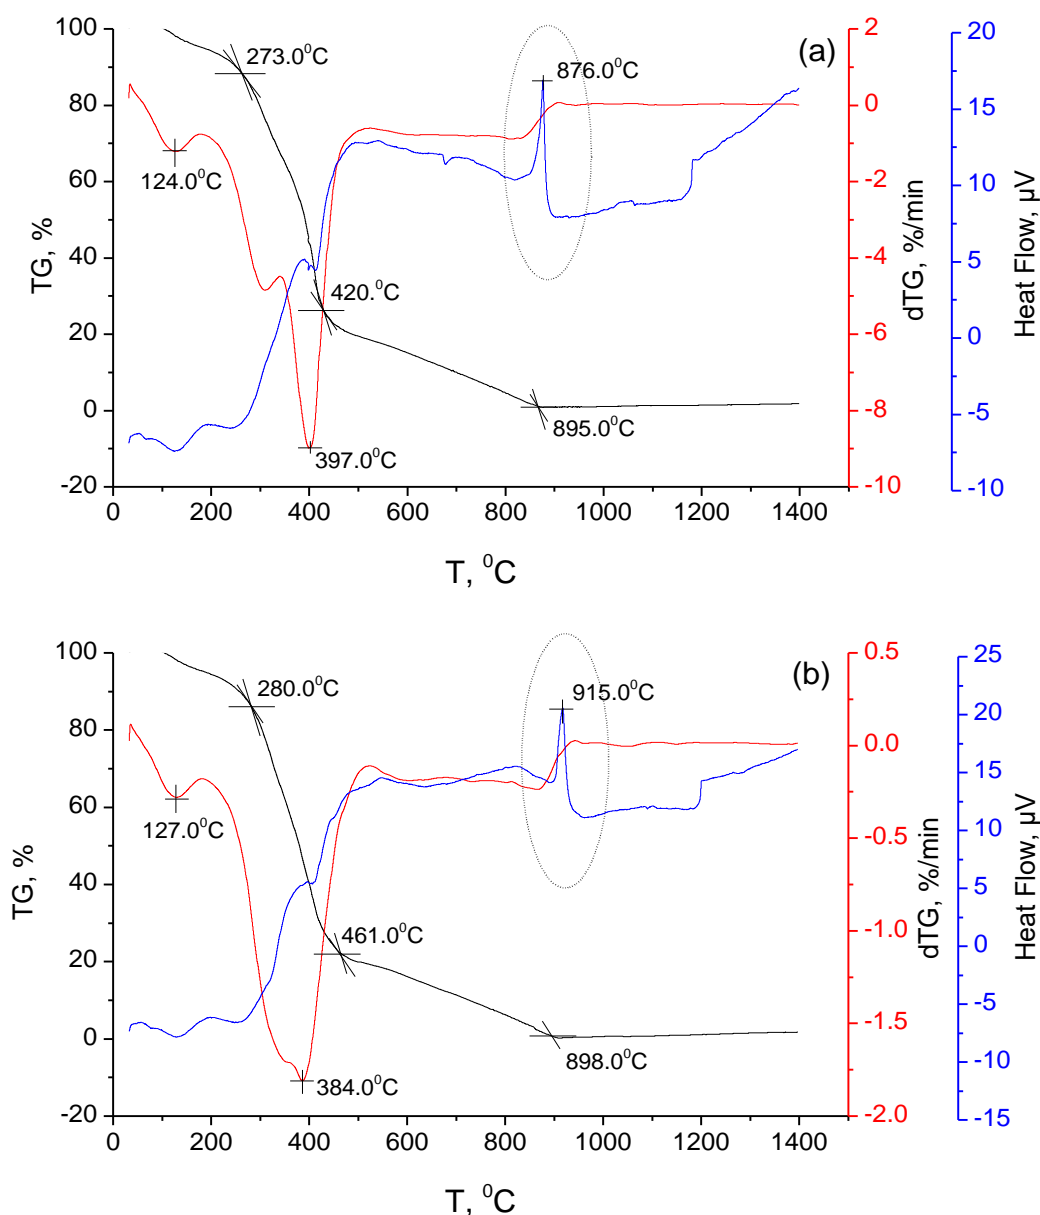 (a)
273.0⁰C
876.0⁰C
124.0⁰C
420.⁰C
397.0⁰C
895.0⁰C
TG, %
100
80
60
40
20
0
-20
0 200 400 600 800 1000 1200 1400
T, ⁰C
dTG, %/min
2
0
-2
-4
-6
-8
-10
Heat Flow, µV
20
15
10
5
0
-5
-10
(b)
280.0⁰C
915.0⁰C
127.0⁰C
461.0⁰C
384.0⁰C
898.0⁰C
TG, %
100
80
60
40
20
0
-20
0 200 400 600 800 1000 1200 1400
T, ⁰C
dTG, %/min
0.5
0.0
-0.5
-1.0
-1.5
-2.0
Heat Flow, µV
25
20
15
10
5
0
-5
-10
-15